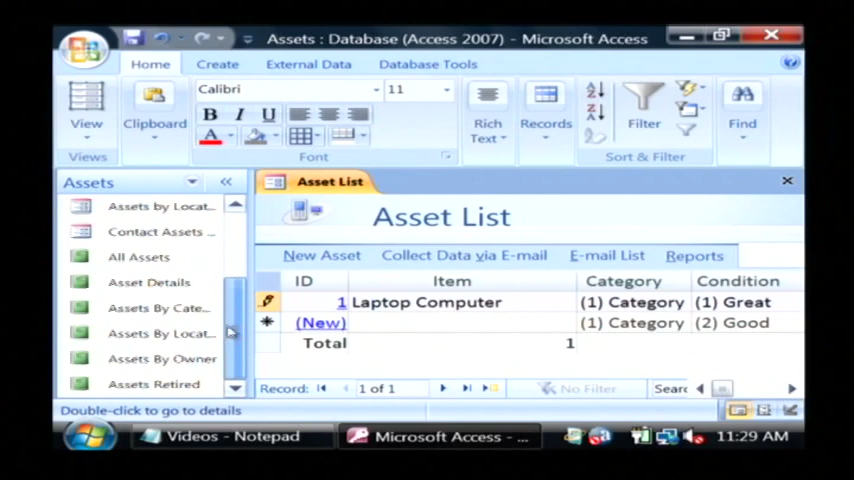 Assets : Database (Access 2007) - Microsoft Access
Home Create External Data Database Tools
Calibri 11
B I U
A
View Clipboard Rich Text Records Filter Find
Views Font Sort & Filter
Assets « Asset List
Assets by Locat...
Contact Assets ...
All Assets
Asset Details
Assets By Cate...
Assets By Locat...
Assets By Owner
Assets Retired
Asset List
New Asset Collect Data via E-mail E-mail List Reports
ID Item Category Condition
1 Laptop Computer (1) Category (1) Great
(New) (1) Category (2) Good
Total 1
Record: 1 of 1 No Filter Searc
Double-click to go to details
Videos - Notepad Microsoft Access - ... 11:29 AM